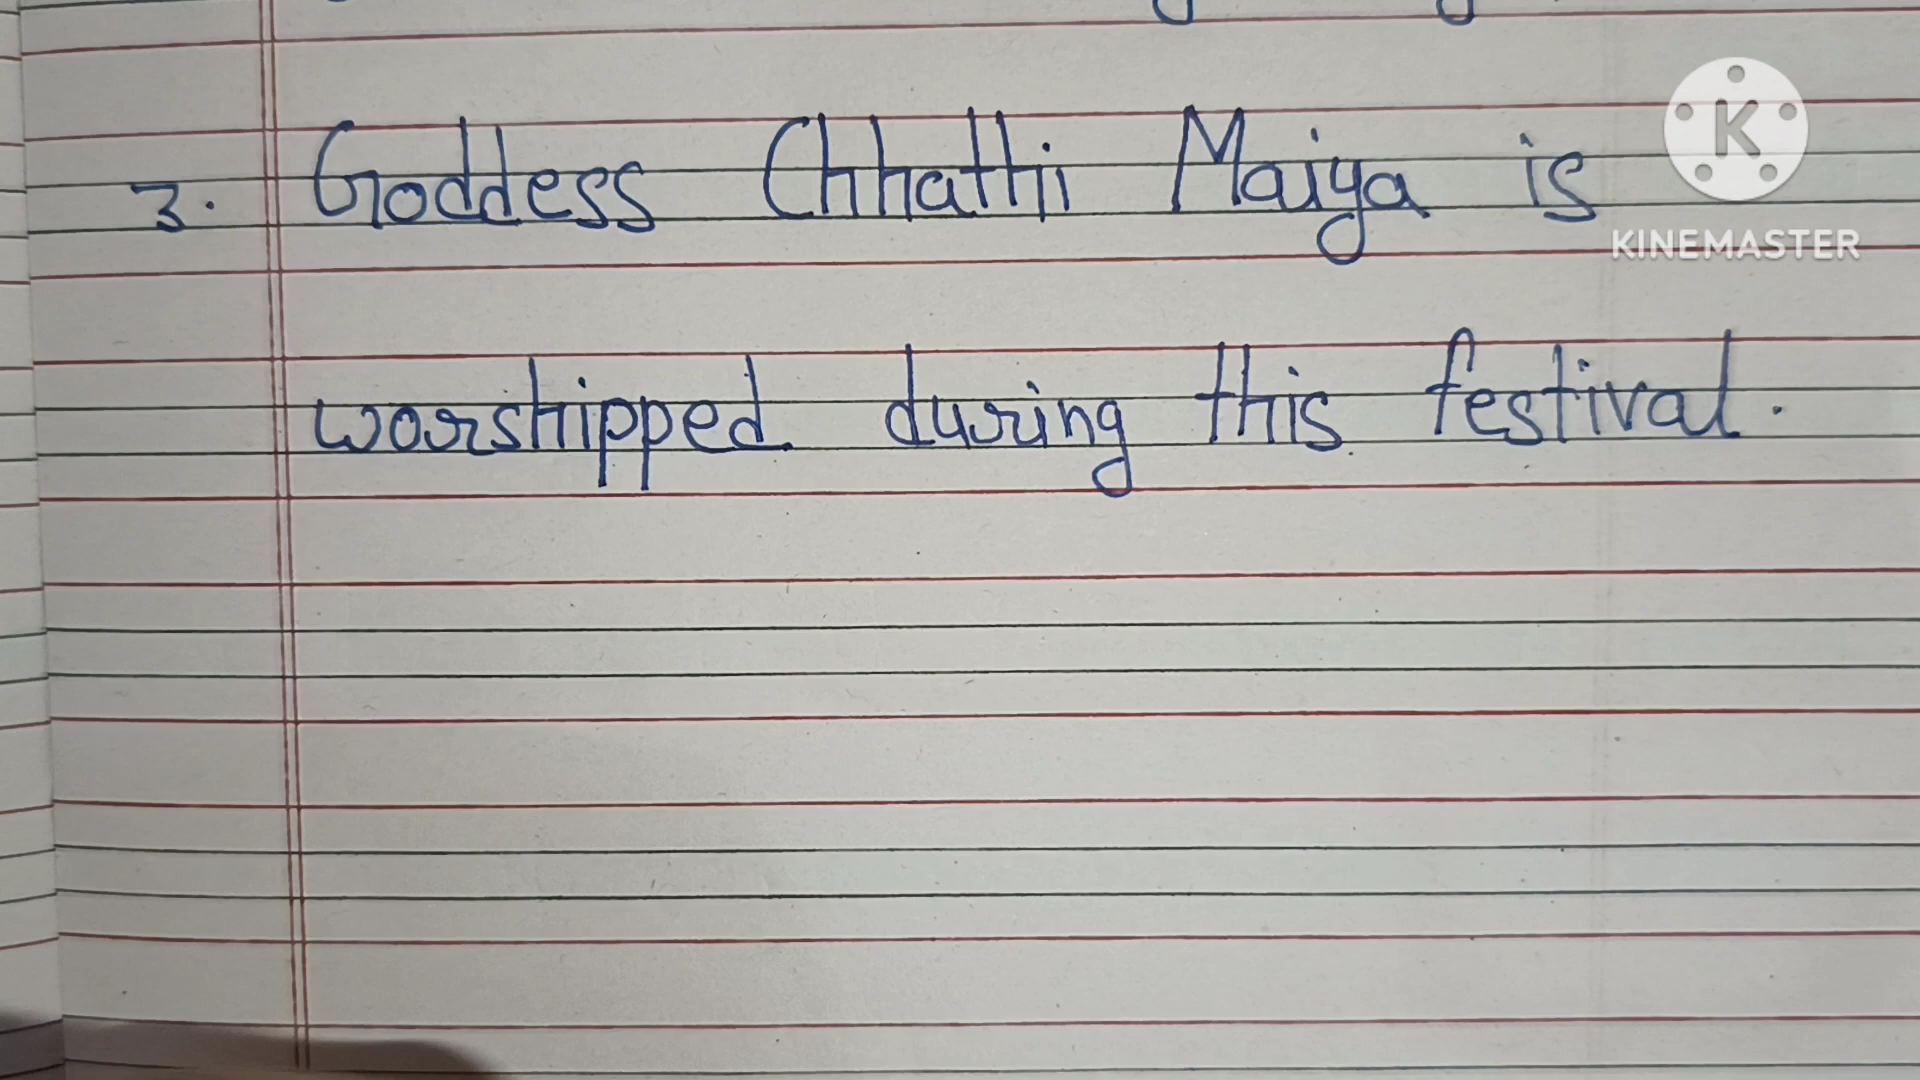 3. Goddess Chhathi Maiya is
worshipped during this festival.
KINEMASTER